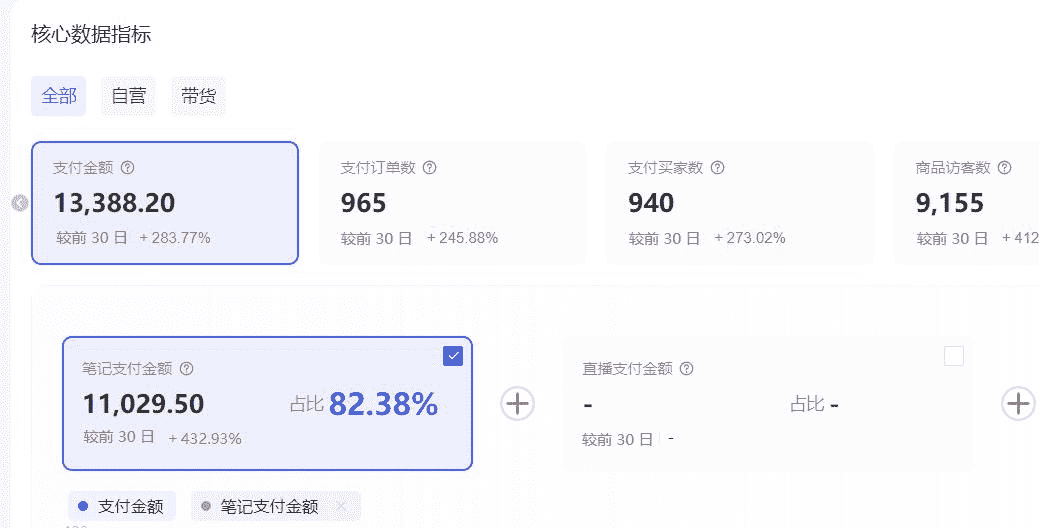 核心数据指标
全部 自营 带货
支付金额 支付订单数 支付买家数 商品访客数
13,388.20 965 940 9,155
较前 30 日 +283.77% 较前 30 日 +245.88% 较前 30 日 +273.02% 较前 30 日 +412
笔记支付金额 直播支付金额
11,029.50 占比 82.38% - 占比 -
较前 30 日 +432.93% 较前 30 日 -
支付金额 笔记支付金额 ×